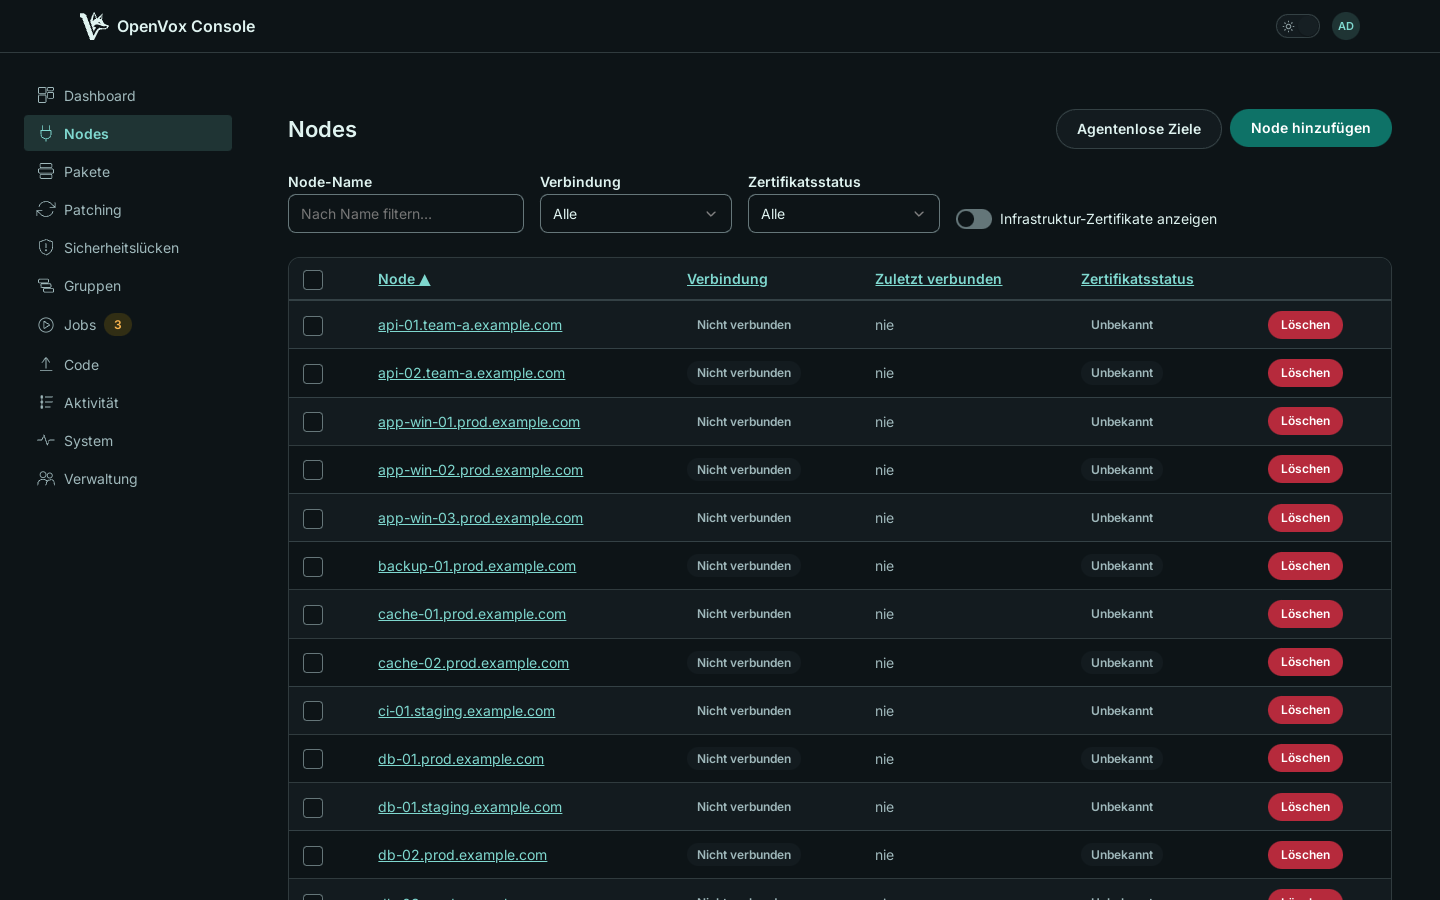 OpenVox Console
AD
Dashboard
Nodes
Pakete
Patching
Sicherheitslücken
Gruppen
Jobs 3
Code
Aktivität
System
Verwaltung
Nodes
Agentenlose Ziele
Node hinzufügen
Node-Name
Verbindung
Zertifikatsstatus
Nach Name filtern...
Alle
Alle
Infrastruktur-Zertifikate anzeigen
Node ▲ Verbindung Zuletzt verbunden Zertifikatsstatus
api-01.team-a.example.com Nicht verbunden nie Unbekannt Löschen
api-02.team-a.example.com Nicht verbunden nie Unbekannt Löschen
app-win-01.prod.example.com Nicht verbunden nie Unbekannt Löschen
app-win-02.prod.example.com Nicht verbunden nie Unbekannt Löschen
app-win-03.prod.example.com Nicht verbunden nie Unbekannt Löschen
backup-01.prod.example.com Nicht verbunden nie Unbekannt Löschen
cache-01.prod.example.com Nicht verbunden nie Unbekannt Löschen
cache-02.prod.example.com Nicht verbunden nie Unbekannt Löschen
ci-01.staging.example.com Nicht verbunden nie Unbekannt Löschen
db-01.prod.example.com Nicht verbunden nie Unbekannt Löschen
db-01.staging.example.com Nicht verbunden nie Unbekannt Löschen
db-02.prod.example.com Nicht verbunden nie Unbekannt Löschen